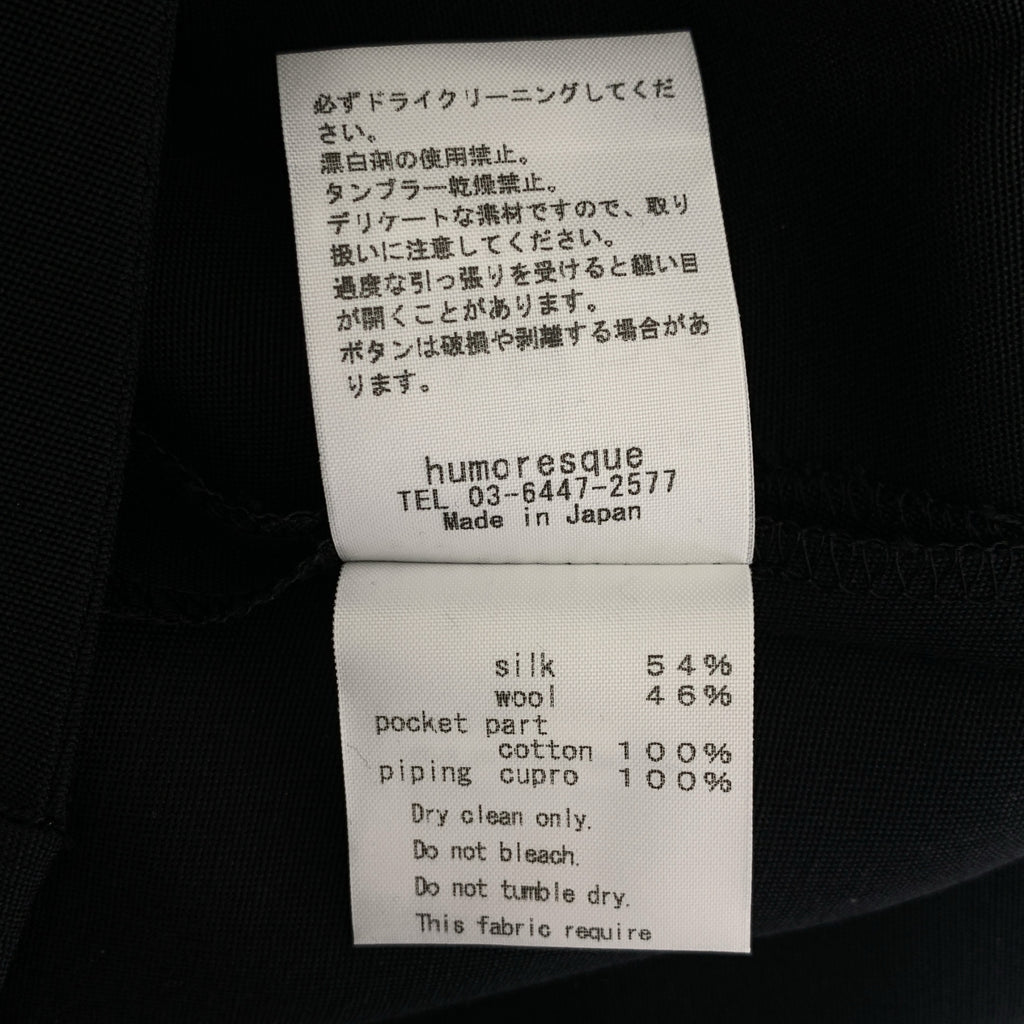 必ずドライクリーニングしてくだ
さい。
漂白剤の使用禁止。
タンブラー乾燥禁止。
デリケートな素材ですので、取り
扱いに注意してください。
過度な引っ張りを受けると縫い目
が開くことがあります。
ボタンは破損や剥離する場合があ
ります。
humoresque
TEL 03-6447-2577
Made in Japan
silk 54%
wool 46%
pocket part
cotton 100%
piping cupro 100%
Dry clean only.
Do not bleach.
Do not tumble dry.
This fabric require